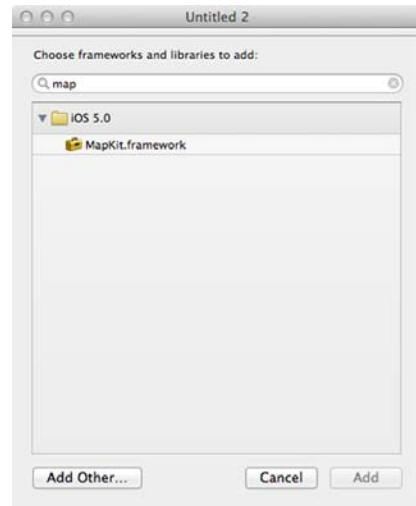 Untitled 2
Choose frameworks and libraries to add:
map
iOS 5.0
MapKit.framework
Add Other...
Cancel
Add